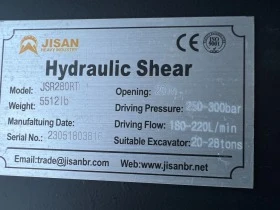 JISAN
HEAVY INDUSTRY
CE
Hydraulic Shear
Model: JSR280RT
Opening:
Weight: 5512lb
Driving Pressure: 250-300bar
Manufaltuing Date:
Driving Flow: 180-220L/min
Serial No.:
Suitable Excavator: 20-28tons
Email:trade@jisanbr.com Web:www.jisanbr.net